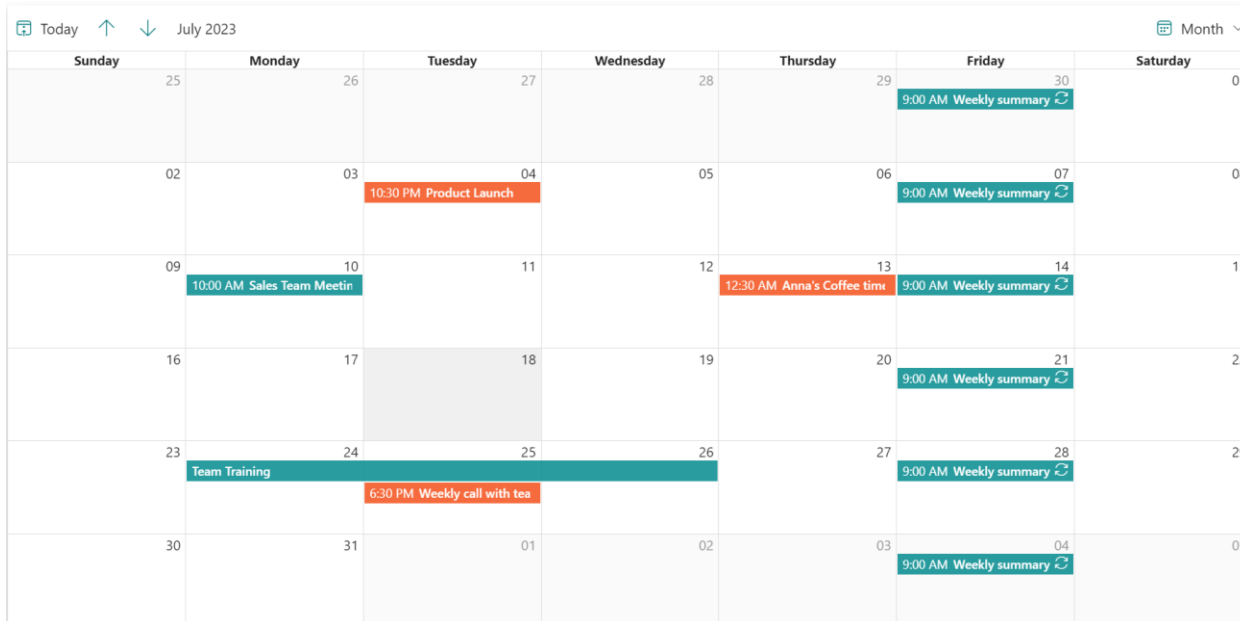 Today July 2023 Month
Sunday Monday Tuesday Wednesday Thursday Friday Saturday
25 26 27 28 29 30
9:00 AM Weekly summary
02 03 04 05 06 07
10:30 PM Product Launch 9:00 AM Weekly summary
09 10 11 12 13 14
10:00 AM Sales Team Meetin 12:30 AM Anna's Coffee time 9:00 AM Weekly summary
16 17 18 19 20 21
9:00 AM Weekly summary
23 24 25 26 27 28
Team Training 9:00 AM Weekly summary
6:30 PM Weekly call with tea
30 31 01 02 03 04
9:00 AM Weekly summary